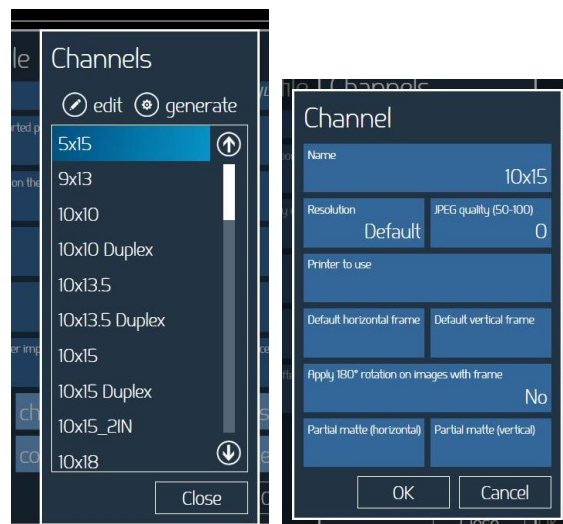 Channels
edit generate
5x15
9x13
10x10
10x10 Duplex
10x13.5
10x13.5 Duplex
10x15
10x15 Duplex
10x15_2IN
10x18
Close
Channel
Name
10x15
Resolution
Default
JPEG quality (50-100)
0
Printer to use
Default horizontal frame
Default vertical frame
Apply 180° rotation on images with frame
No
Partial matte (horizontal)
Partial matte (vertical)
OK
Cancel